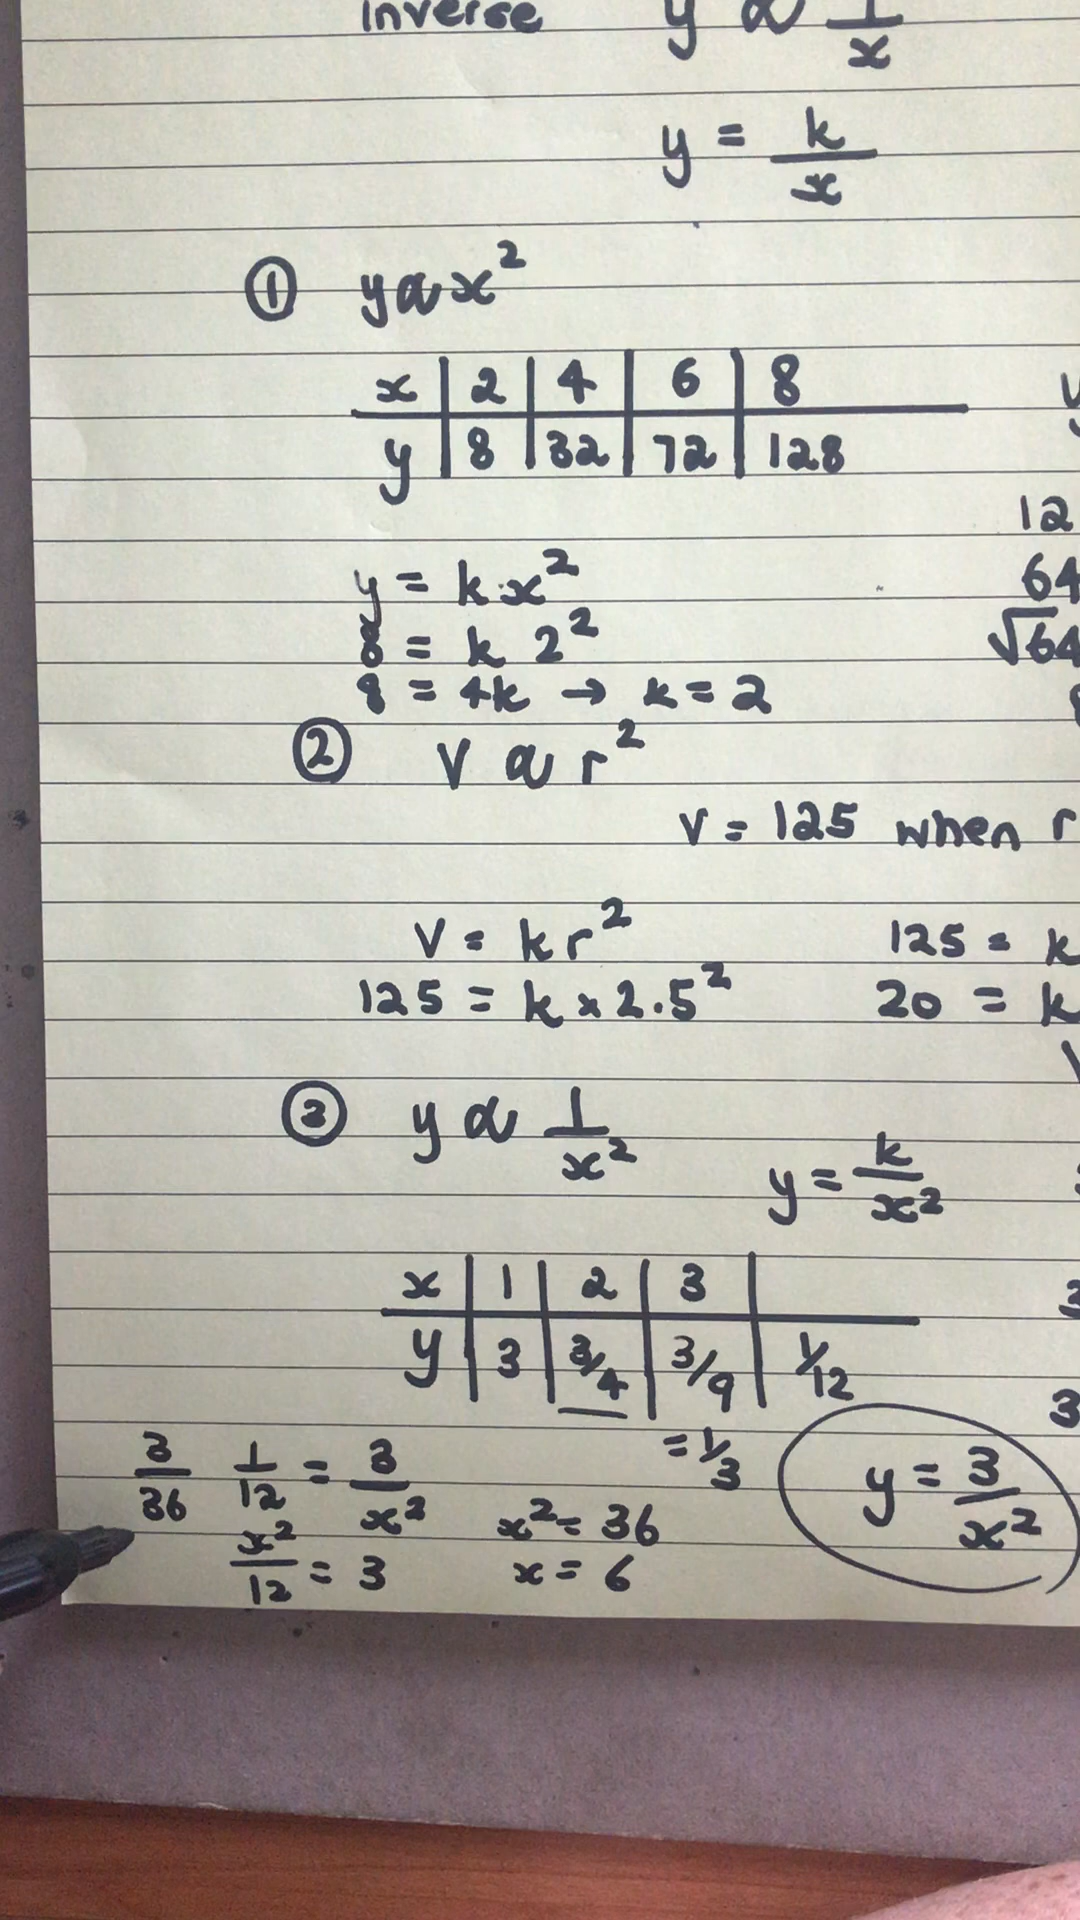 Inverse y ∝ 1/x
y = k/x
① y ∝ x²
x | 2 | 4 | 6 | 8
y | 8 | 32 | 72 | 128
12
y = kx²
64
8 = k 2²
√64
8 = 4k → k = 2
② V ∝ r²
V = 125 when r
V = kr² 125 = k
125 = k x 2.5² 20 = k
③ y ∝ 1/x²
y = k/x²
x | 1 | 2 | 3 |
y | 3 | 3/4 | 3/9 | 1/12
= 1/3
3/36 1/12 = 3/x² x² = 36 y = 3/x²
x²/12 = 3 x = 6